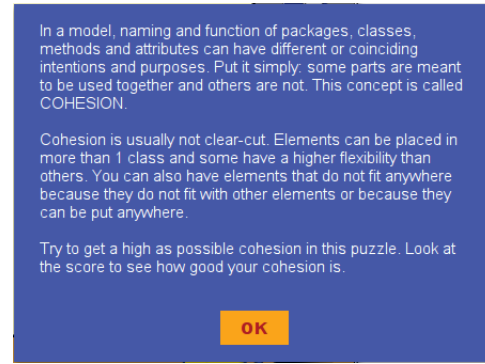 In a model, naming and function of packages, classes,
methods and attributes can have different or coinciding
intentions and purposes. Put it simply: some parts are meant
to be used together and others are not. This concept is called
COHESION.
Cohesion is usually not clear-cut. Elements can be placed in
more than 1 class and some have a higher flexibility than
others. You can also have elements that do not fit anywhere
because they do not fit with other elements or because they
can be put anywhere.
Try to get a high as possible cohesion in this puzzle. Look at
the score to see how good your cohesion is.
OK